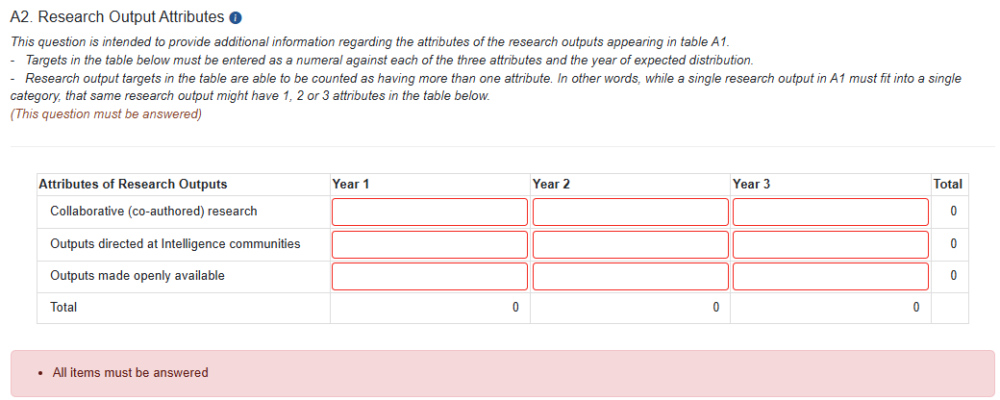 A2. Research Output Attributes i
This question is intended to provide additional information regarding the attributes of the research outputs appearing in table A1.
- Targets in the table below must be entered as a numeral against each of the three attributes and the year of expected distribution.
- Research output targets in the table are able to be counted as having more than one attribute. In other words, while a single research output in A1 must fit into a single
category, that same research output might have 1, 2 or 3 attributes in the table below.
(This question must be answered)
Attributes of Research Outputs Year 1 Year 2 Year 3 Total
Collaborative (co-authored) research 0
Outputs directed at Intelligence communities 0
Outputs made openly available 0
Total 0 0 0
• All items must be answered